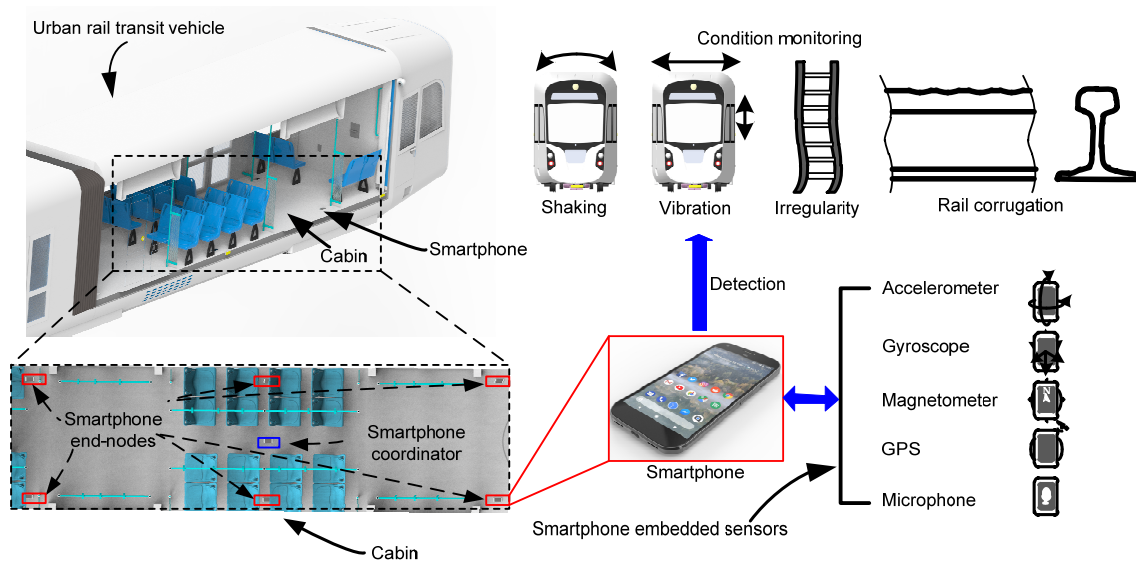 Urban rail transit vehicle
Condition monitoring
Shaking
Vibration
Irregularity
Rail corrugation
Smartphone
Cabin
Detection
Accelerometer
Gyroscope
Magnetometer
GPS
Microphone
Smartphone
end-nodes
Smartphone
coordinator
Smartphone
Smartphone embedded sensors
Cabin